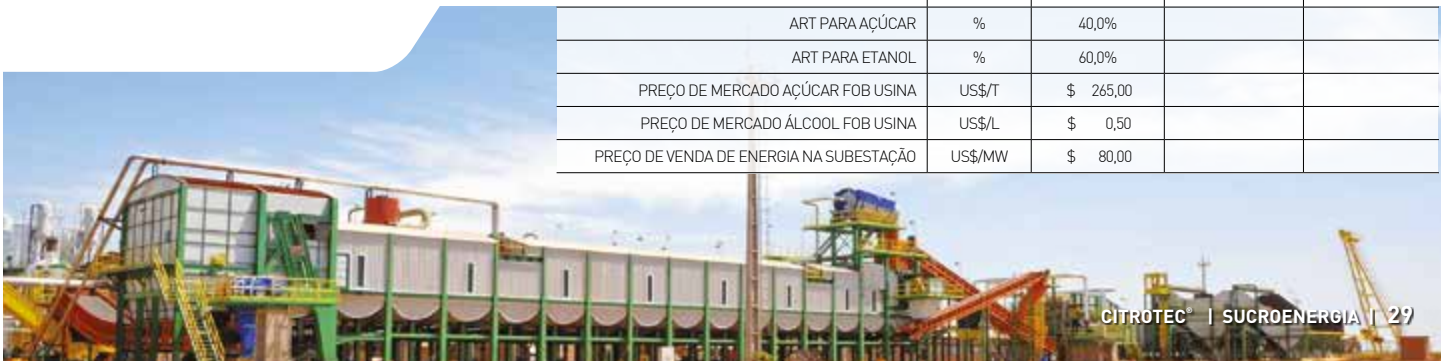 ART PARA AÇÚCAR % 40,0%
ART PARA ETANOL % 60,0%
PREÇO DE MERCADO AÇÚCAR FOB USINA US$/T $ 265,00
PREÇO DE MERCADO ÁLCOOL FOB USINA US$/L $ 0,50
PREÇO DE VENDA DE ENERGIA NA SUBESTAÇÃO US$/MW $ 80,00
CITROTEC® | SUCROENERGIA | 29